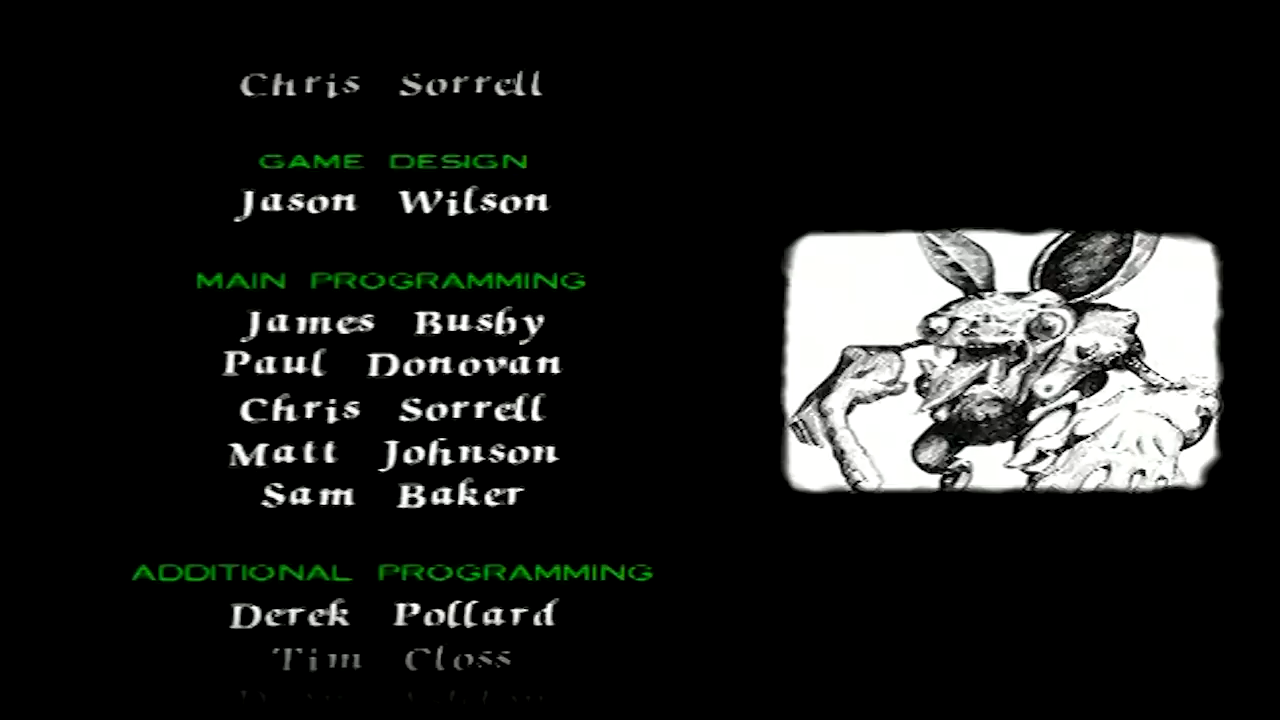 Chris Sorrell
GAME DESIGN
Jason Wilson
MAIN PROGRAMMING
James Busby
Paul Donovan
Chris Sorrell
Matt Johnson
Sam Baker
ADDITIONAL PROGRAMMING
Derek Pollard
Tim Closs